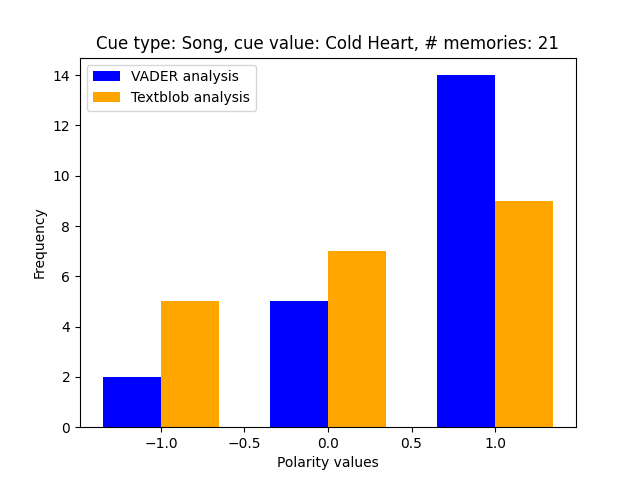 Cue type: Song, cue value: Cold Heart, # memories: 21
VADER analysis
Textblob analysis
Frequency
14
12
10
8
6
4
2
0
−1.0 −0.5 0.0 0.5 1.0
Polarity values